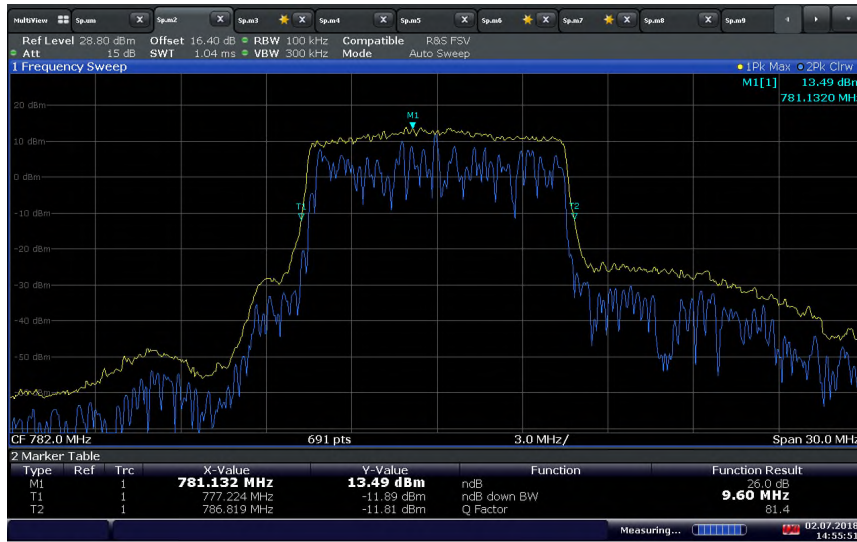 MultiView Sp.um X Sp.m2 X Sp.m3 X Sp.m4 X Sp.m5 X Sp.m6 X Sp.m7 X Sp.m8 X Sp.m9
Ref Level 28.80 dBm Offset 16.40 dB RBW 100 kHz Compatible R&S FSV
Att 15 dB SWT 1.04 ms VBW 300 kHz Mode Auto Sweep
1 Frequency Sweep 1Pk Max 2Pk Clrw
M1[1] 13.49 dBm
781.1320 MHz
20 dBm
M1
10 dBm
0 dBm
T1 T2
-10 dBm
-20 dBm
-30 dBm
-40 dBm
-50 dBm
CF 782.0 MHz 691 pts 3.0 MHz/ Span 30.0 MHz
2 Marker Table
Type Ref Trc X-Value Y-Value Function Function Result
M1 1 781.132 MHz 13.49 dBm ndB 26.0 dB
T1 1 777.224 MHz -11.89 dBm ndB down BW 9.60 MHz
T2 1 786.819 MHz -11.81 dBm Q Factor 81.4
Measuring... 02.07.2018
14:55:51